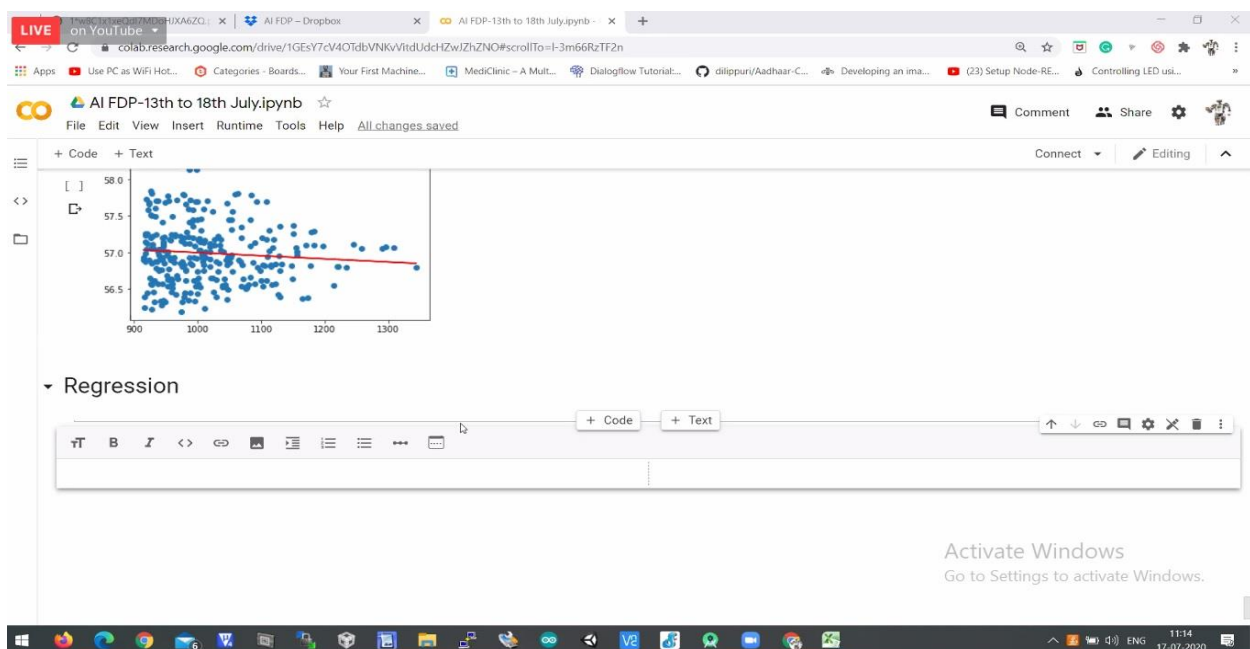 LIVE on YouTube
AI FDP – Dropbox
AI FDP-13th to 18th July.ipynb -
colab.research.google.com/drive/1GEsY7cV4OTdbVNKvVitdUdcHZwJZhZNO#scrollTo=l-3m66RzTF2n
Apps Use PC as WiFi Hot... Categories - Boards... Your First Machine... MediClinic – A Mult... Dialogflow Tutorial:... dilippuri/Aadhaar-C... Developing an ima... (23) Setup Node-RE... Controlling LED usi... »
CO AI FDP-13th to 18th July.ipynb
Comment Share
File Edit View Insert Runtime Tools Help All changes saved
+ Code + Text
Connect Editing
[ ]
58.0
57.5
57.0
56.5
900 1000 1100 1200 1300
Regression
+ Code + Text
TT B I <>
Activate Windows
Go to Settings to activate Windows.
6 V2 ENG 11:14
17-07-2020